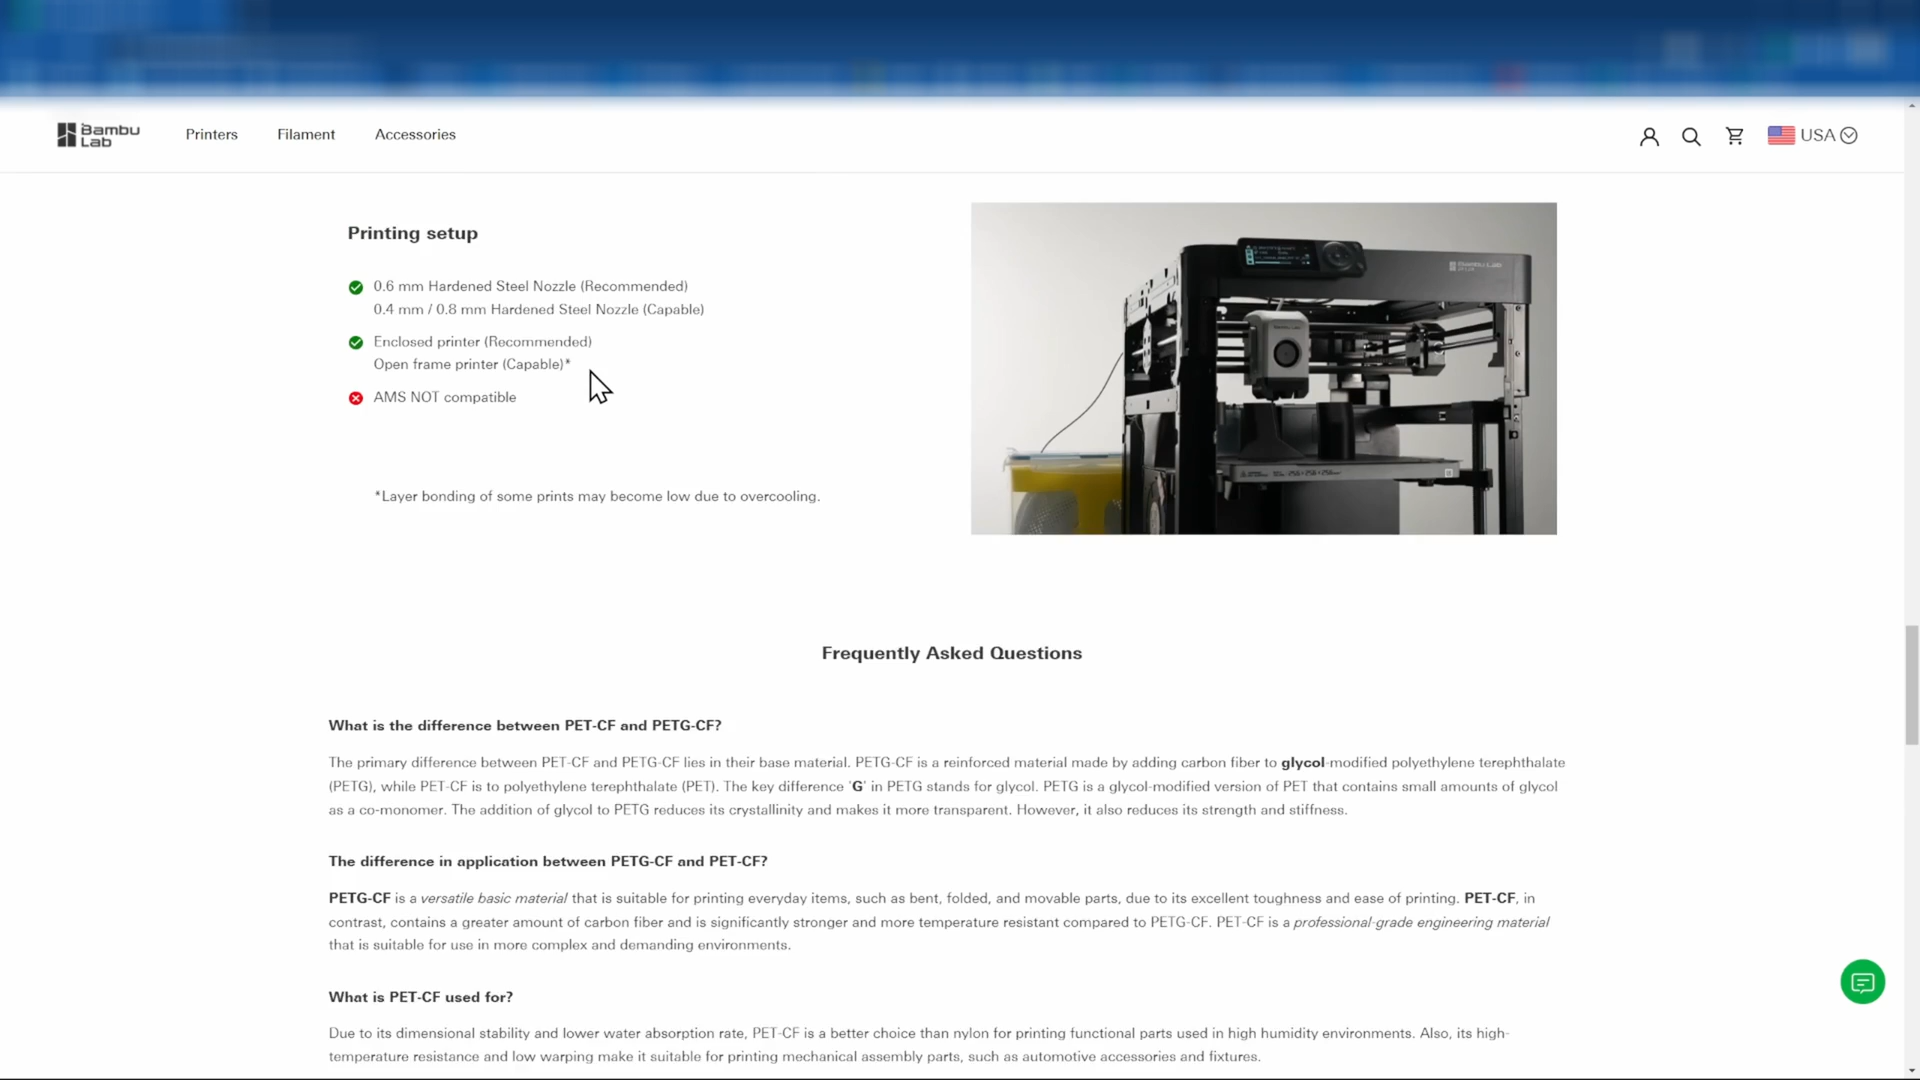 Bambu
Lab
Printers
Filament
Accessories
USA
Printing setup
0.6 mm Hardened Steel Nozzle (Recommended)
0.4 mm / 0.8 mm Hardened Steel Nozzle (Capable)
Enclosed printer (Recommended)
Open frame printer (Capable)*
AMS NOT compatible
*Layer bonding of some prints may become low due to overcooling.
Bambu Lab
Frequently Asked Questions
What is the difference between PET-CF and PETG-CF?
The primary difference between PET-CF and PETG-CF lies in their base material. PETG-CF is a reinforced material made by adding carbon fiber to glycol-modified polyethylene terephthalate
(PETG), while PET-CF is to polyethylene terephthalate (PET). The key difference 'G' in PETG stands for glycol. PETG is a glycol-modified version of PET that contains small amounts of glycol
as a co-monomer. The addition of glycol to PETG reduces its crystallinity and makes it more transparent. However, it also reduces its strength and stiffness.
The difference in application between PETG-CF and PET-CF?
PETG-CF is a versatile basic material that is suitable for printing everyday items, such as bent, folded, and movable parts, due to its excellent toughness and ease of printing. PET-CF, in
contrast, contains a greater amount of carbon fiber and is significantly stronger and more temperature resistant compared to PETG-CF. PET-CF is a professional-grade engineering material
that is suitable for use in more complex and demanding environments.
What is PET-CF used for?
Due to its dimensional stability and lower water absorption rate, PET-CF is a better choice than nylon for printing functional parts used in high humidity environments. Also, its high-
temperature resistance and low warping make it suitable for printing mechanical assembly parts, such as automotive accessories and fixtures.